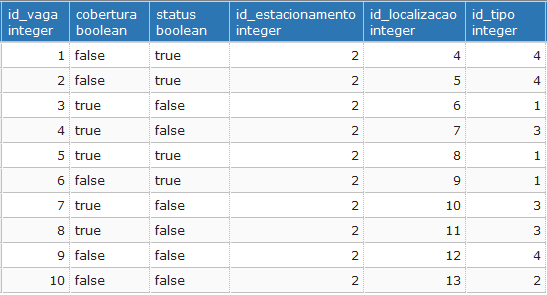 id_vaga cobertura status id_estacionamento id_localizacao id_tipo
integer boolean boolean integer integer integer
1 false true 2 4 4
2 false true 2 5 4
3 true false 2 6 1
4 true false 2 7 3
5 true true 2 8 1
6 false true 2 9 1
7 true false 2 10 3
8 true false 2 11 3
9 false false 2 12 4
10 false false 2 13 2